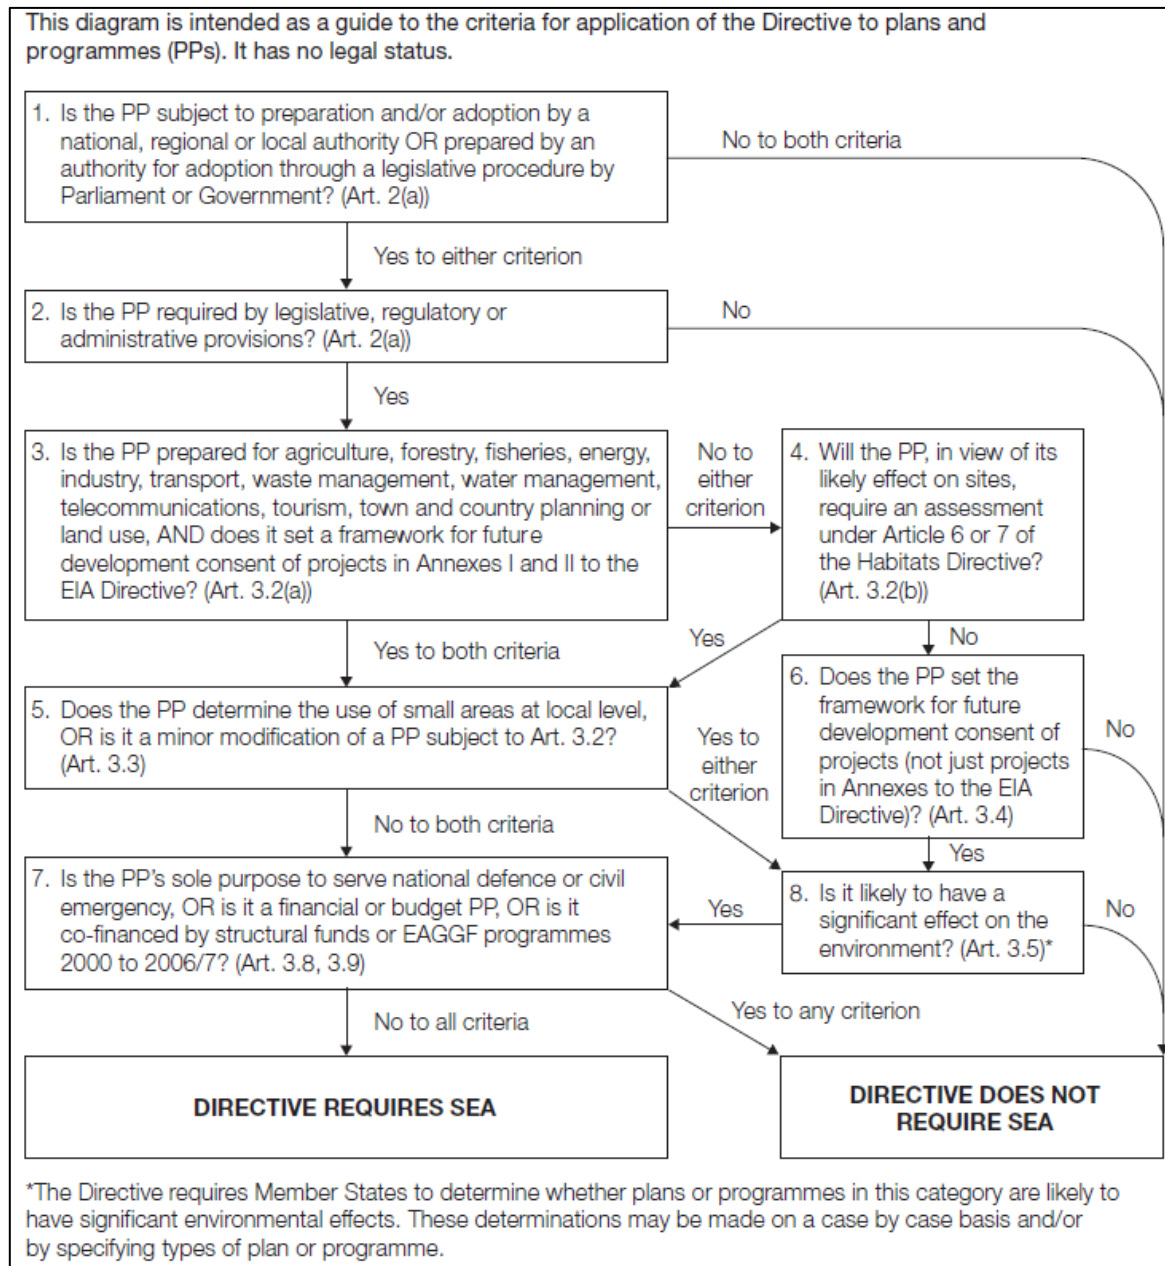 This diagram is intended as a guide to the criteria for application of the Directive to plans and
programmes (PPs). It has no legal status.
1. Is the PP subject to preparation and/or adoption by a
national, regional or local authority OR prepared by an
authority for adoption through a legislative procedure by
Parliament or Government? (Art. 2(a))
No to both criteria
Yes to either criterion
2. Is the PP required by legislative, regulatory or
administrative provisions? (Art. 2(a))
No
Yes
3. Is the PP prepared for agriculture, forestry, fisheries, energy,
industry, transport, waste management, water management,
telecommunications, tourism, town and country planning or
land use, AND does it set a framework for future
development consent of projects in Annexes I and II to the
EIA Directive? (Art. 3.2(a))
No to
either
criterion
4. Will the PP, in view of its
likely effect on sites,
require an assessment
under Article 6 or 7 of
the Habitats Directive?
(Art. 3.2(b))
Yes to both criteria
Yes
No
5. Does the PP determine the use of small areas at local level,
OR is it a minor modification of a PP subject to Art. 3.2?
(Art. 3.3)
Yes to
either
criterion
6. Does the PP set the
framework for future
development consent of
projects (not just projects
in Annexes to the EIA
Directive)? (Art. 3.4)
No
No to both criteria
Yes
7. Is the PP’s sole purpose to serve national defence or civil
emergency, OR is it a financial or budget PP, OR is it
co-financed by structural funds or EAGGF programmes
2000 to 2006/7? (Art. 3.8, 3.9)
Yes
8. Is it likely to have a
significant effect on the
environment? (Art. 3.5)*
No
No to all criteria
Yes to any criterion
DIRECTIVE REQUIRES SEA
DIRECTIVE DOES NOT
REQUIRE SEA
*The Directive requires Member States to determine whether plans or programmes in this category are likely to
have significant environmental effects. These determinations may be made on a case by case basis and/or
by specifying types of plan or programme.